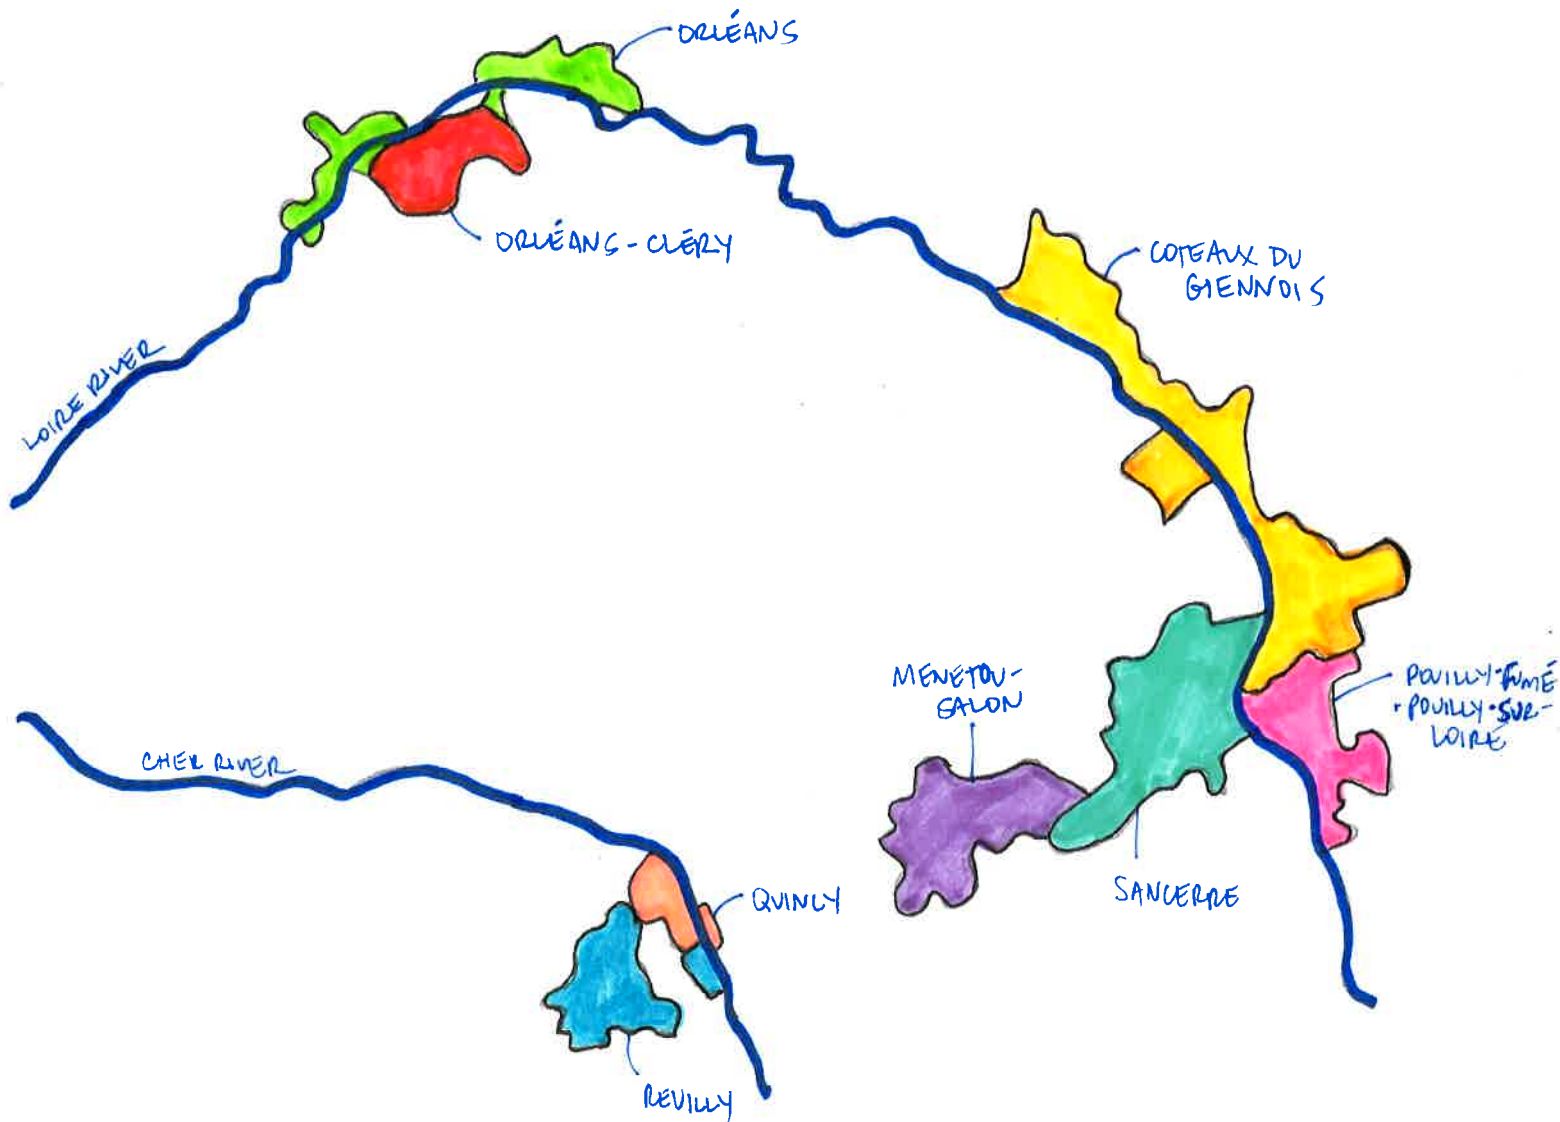 ORLÉANS
ORLÉANS-CLÉRY
COTEAUX DU
GIENNOIS
LOIRE RIVER
MENETOU-
SALON
POUILLY-FUMÉ
• POUILLY-SUR-
LOIRE
CHER RIVER
QUINCY
SANCERRE
REUILLY